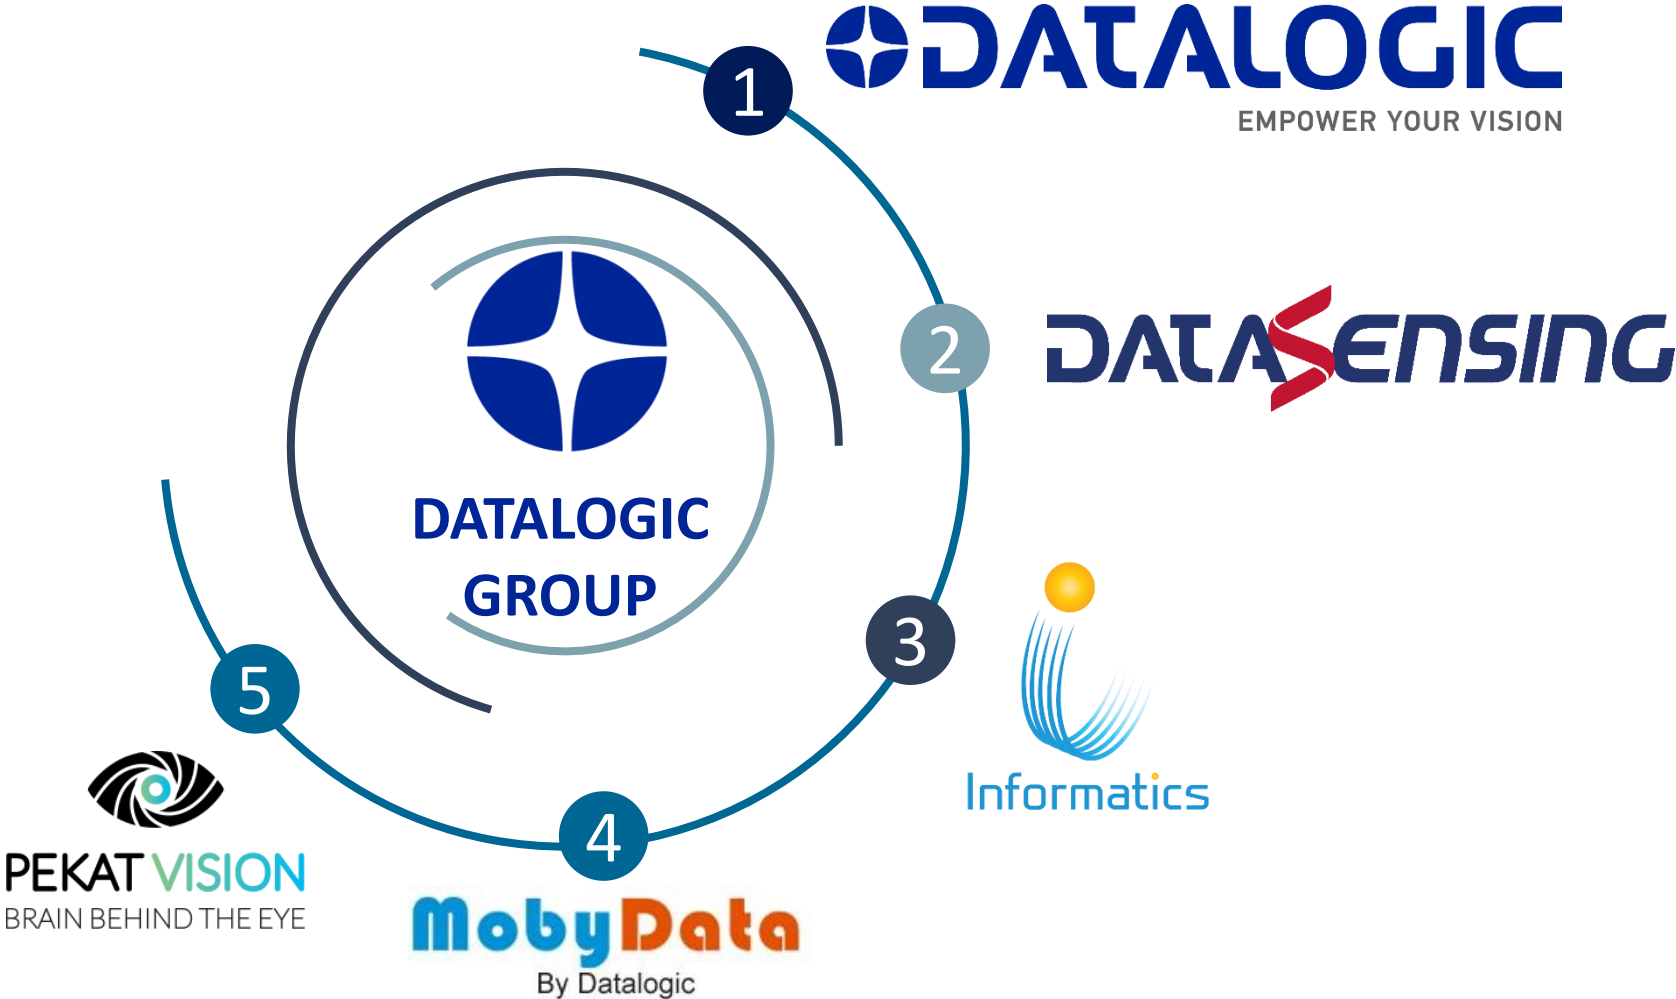 1
DATALOGIC
EMPOWER YOUR VISION
2
DATASENSING
3
Informatics
DATALOGIC
GROUP
4
MobyData
By Datalogic
5
PEKAT VISION
BRAIN BEHIND THE EYE